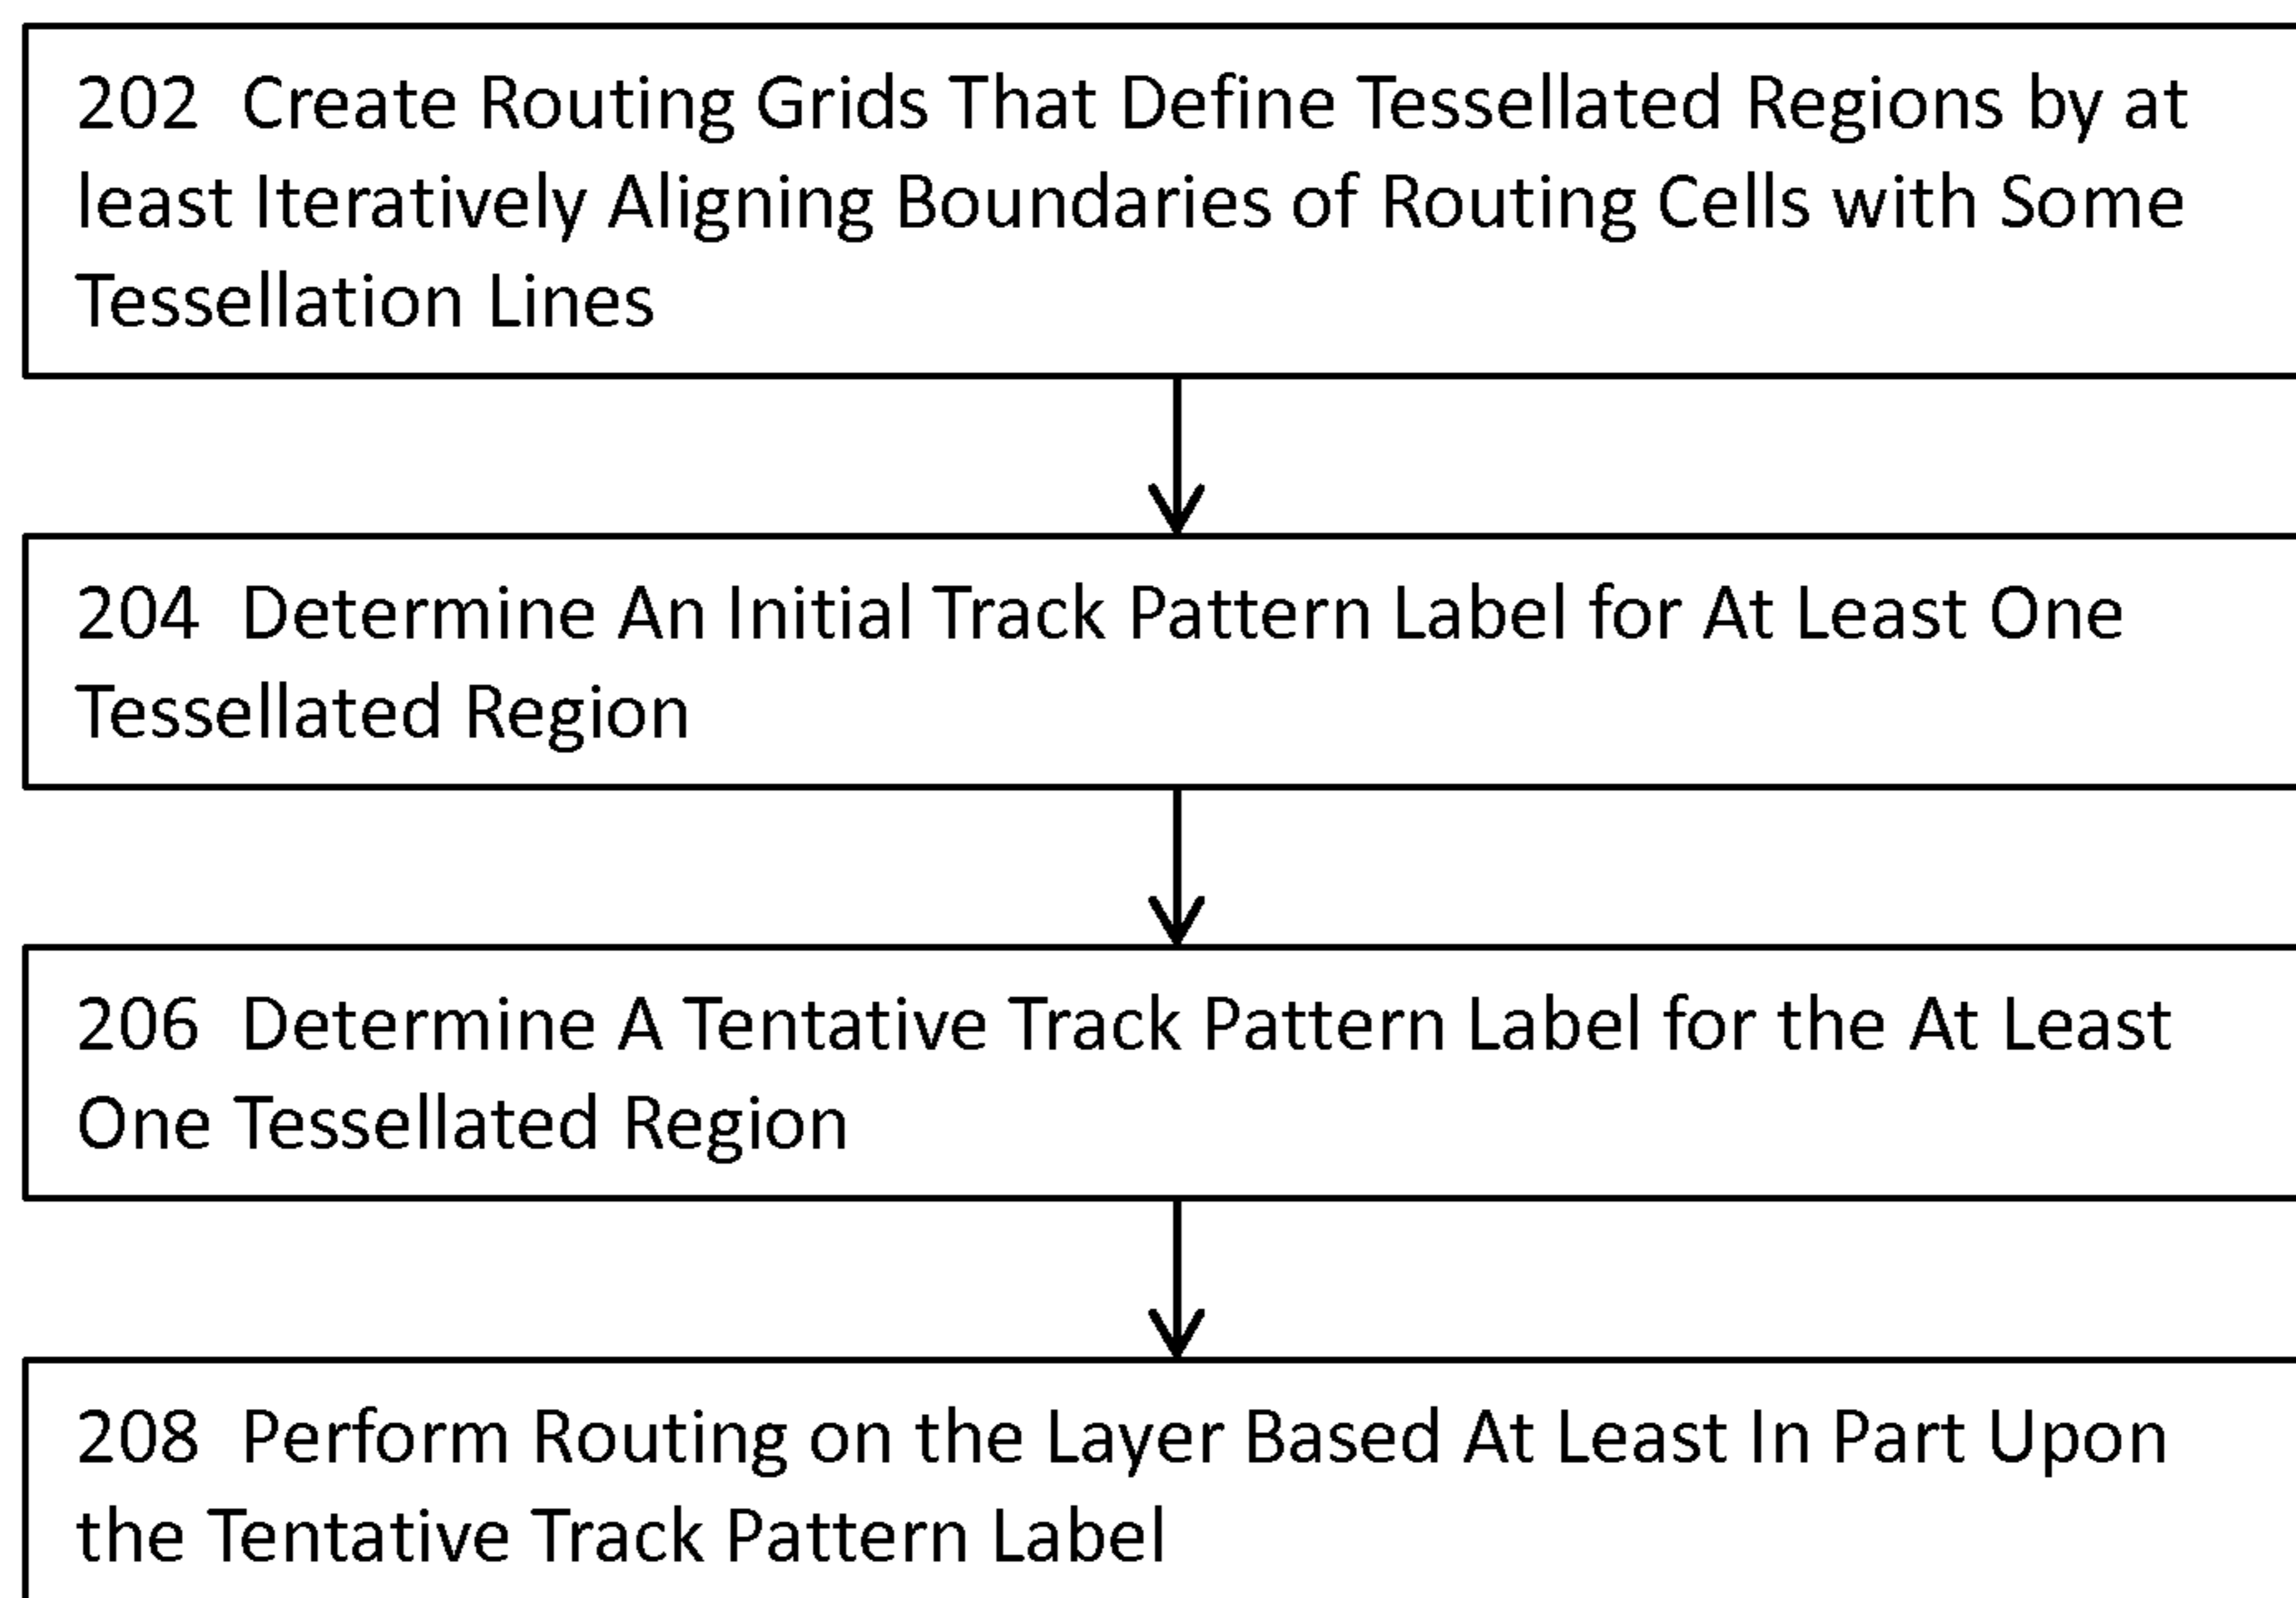 202 Create Routing Grids That Define Tessellated Regions by at
least Iteratively Aligning Boundaries of Routing Cells with Some
Tessellation Lines
204 Determine An Initial Track Pattern Label for At Least One
Tessellated Region
206 Determine A Tentative Track Pattern Label for the At Least
One Tessellated Region
208 Perform Routing on the Layer Based At Least In Part Upon
the Tentative Track Pattern Label